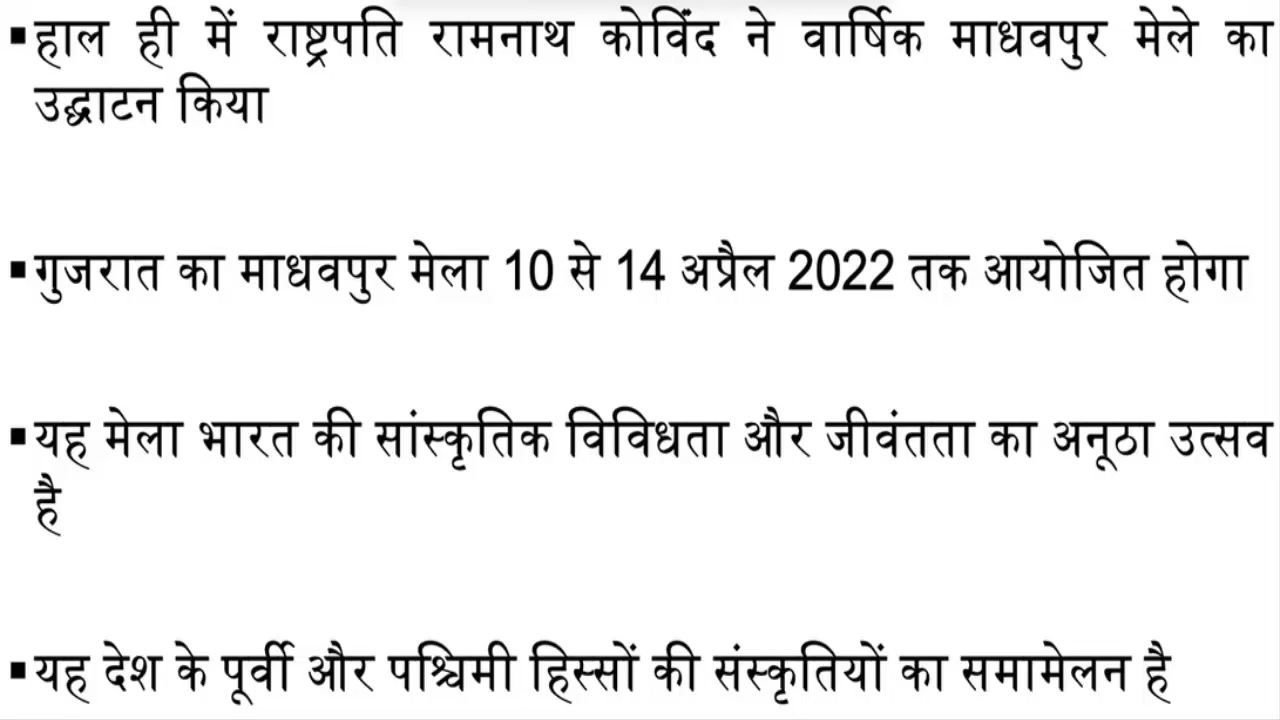 ▪हाल ही में राष्ट्रपति रामनाथ कोविंद ने वार्षिक माधवपुर मेले का
उद्घाटन किया
▪गुजरात का माधवपुर मेला 10 से 14 अप्रैल 2022 तक आयोजित होगा
▪यह मेला भारत की सांस्कृतिक विविधता और जीवंतता का अनूठा उत्सव
है
▪यह देश के पूर्वी और पश्चिमी हिस्सों की संस्कृतियों का समामेलन है